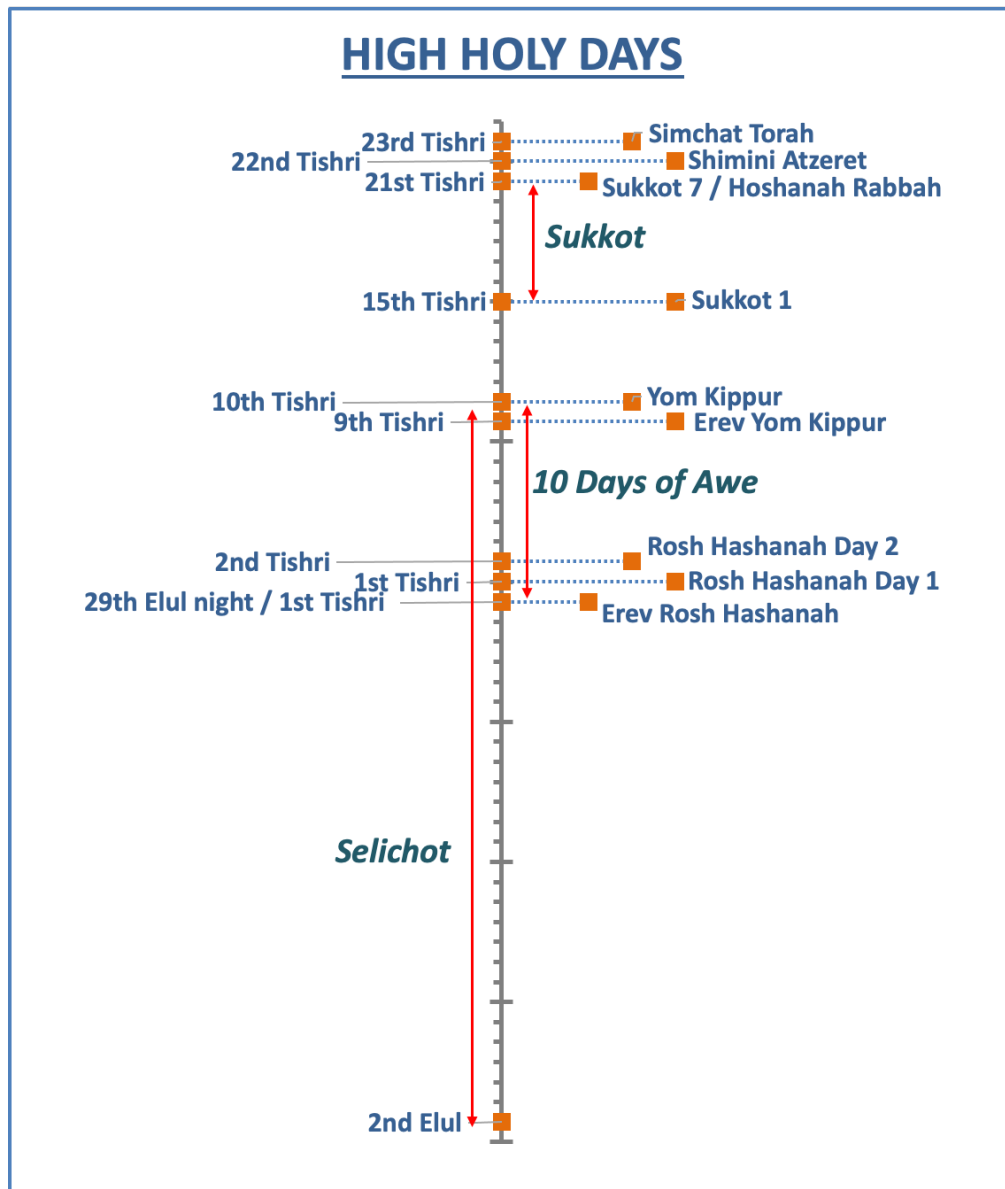 HIGH HOLY DAYS
23rd Tishri
Simchat Torah
22nd Tishri
Shimini Atzeret
21st Tishri
Sukkot 7 / Hoshanah Rabbah
Sukkot
15th Tishri
Sukkot 1
10th Tishri
Yom Kippur
9th Tishri
Erev Yom Kippur
10 Days of Awe
2nd Tishri
Rosh Hashanah Day 2
1st Tishri
Rosh Hashanah Day 1
29th Elul night / 1st Tishri
Erev Rosh Hashanah
Selichot
2nd Elul